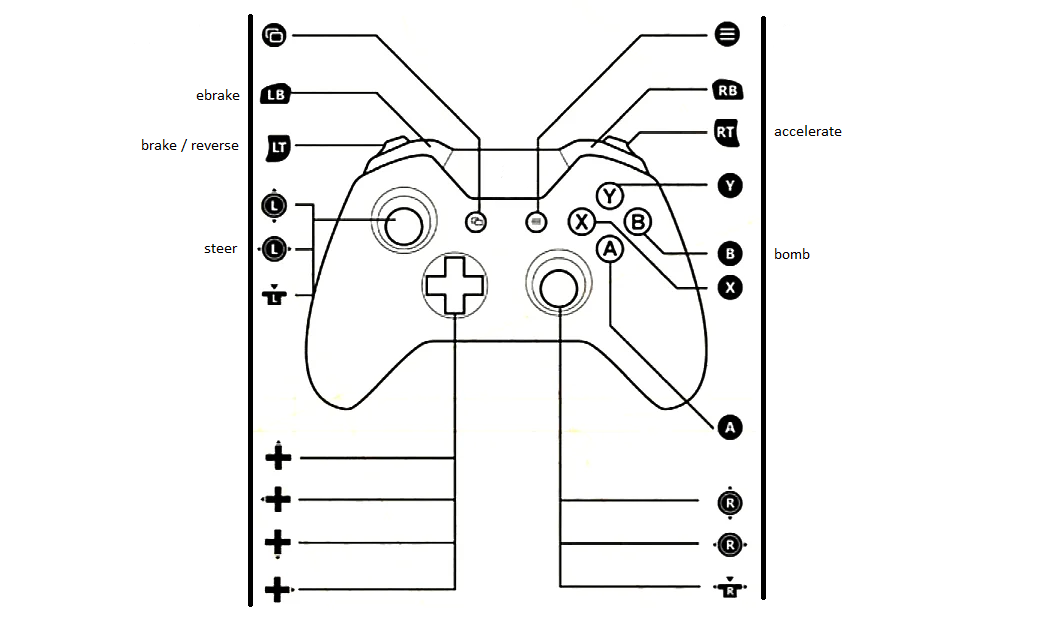 ebrake
LB
RB
brake / reverse
LT
RT
accelerate
L
Y
Y
X
B
steer
L
A
B
bomb
L
X
A
R
R
R